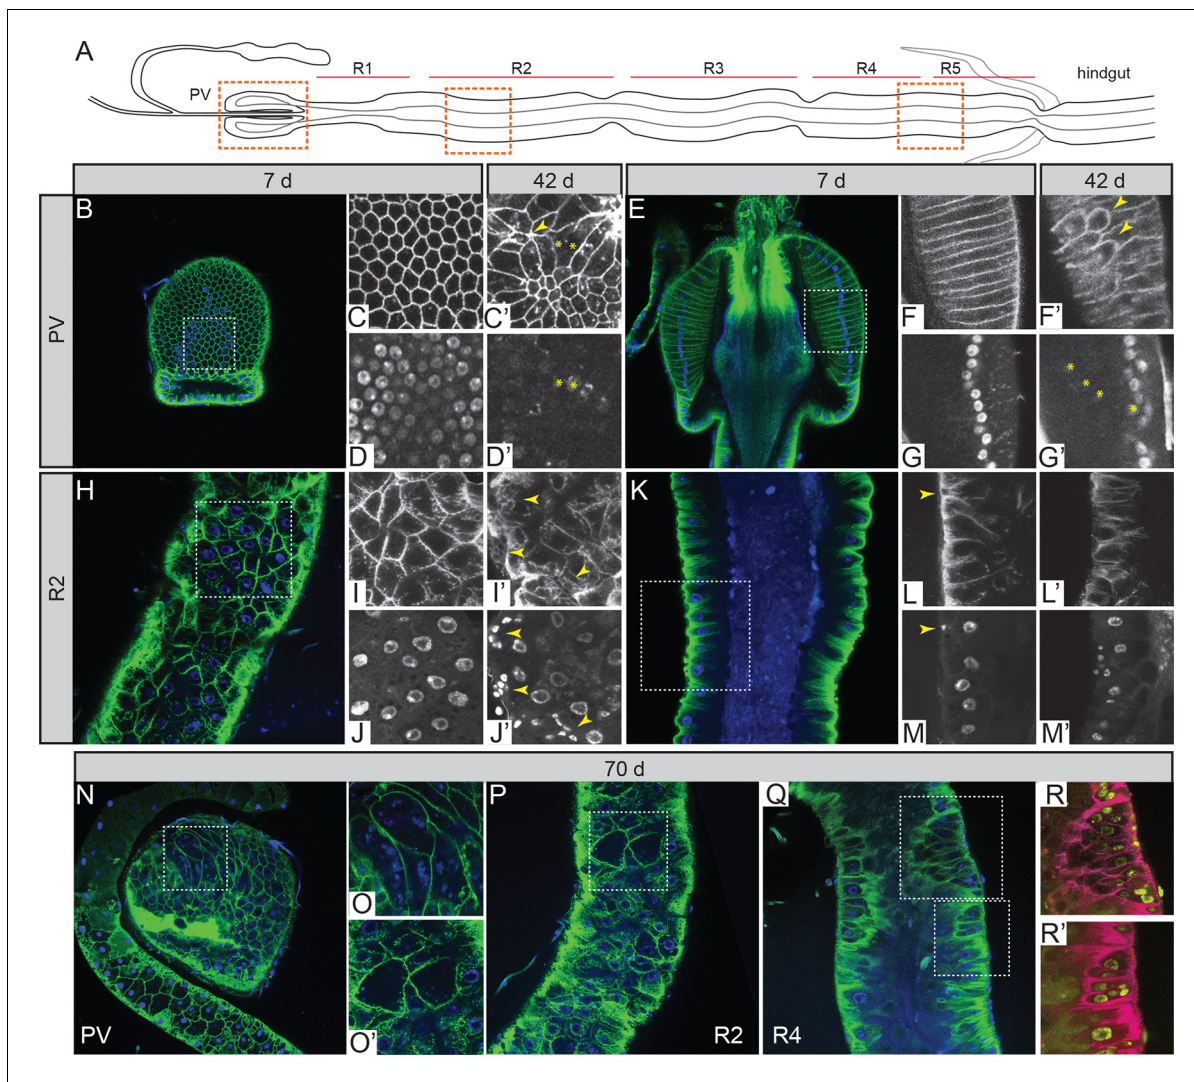 A
PV
R1
R2
R3
R4
R5
hindgut
7 d
42 d
7 d
42 d
PV
B
C
C'
D
D'
E
F
F'
G
G'
R2
H
I
I'
J
J'
K
L
L'
M
M'
70 d
N
PV
O
O'
P
R2
Q
R4
R
R'